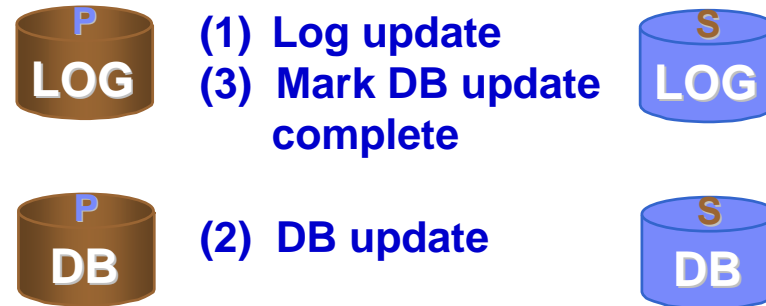 P
LOG
(1) Log update
(3) Mark DB update
complete
S
LOG
P
DB
(2) DB update
S
DB